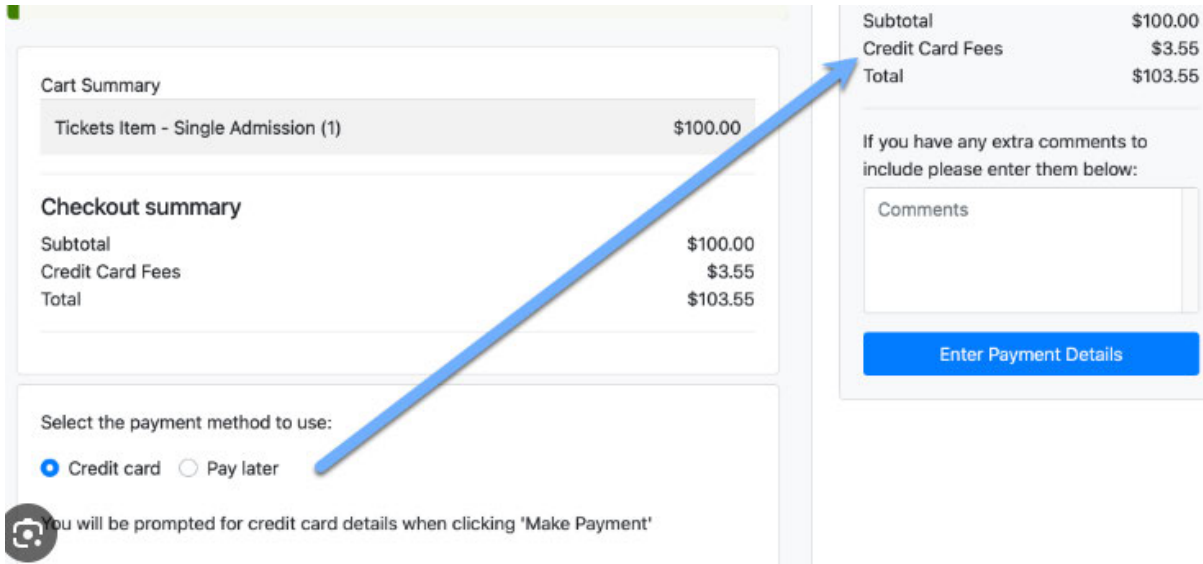 Cart Summary
Tickets Item - Single Admission (1) $100.00
Checkout summary
Subtotal $100.00
Credit Card Fees $3.55
Total $103.55
Select the payment method to use:
Credit card Pay later
You will be prompted for credit card details when clicking 'Make Payment'
Subtotal $100.00
Credit Card Fees $3.55
Total $103.55
If you have any extra comments to
include please enter them below:
Comments
Enter Payment Details